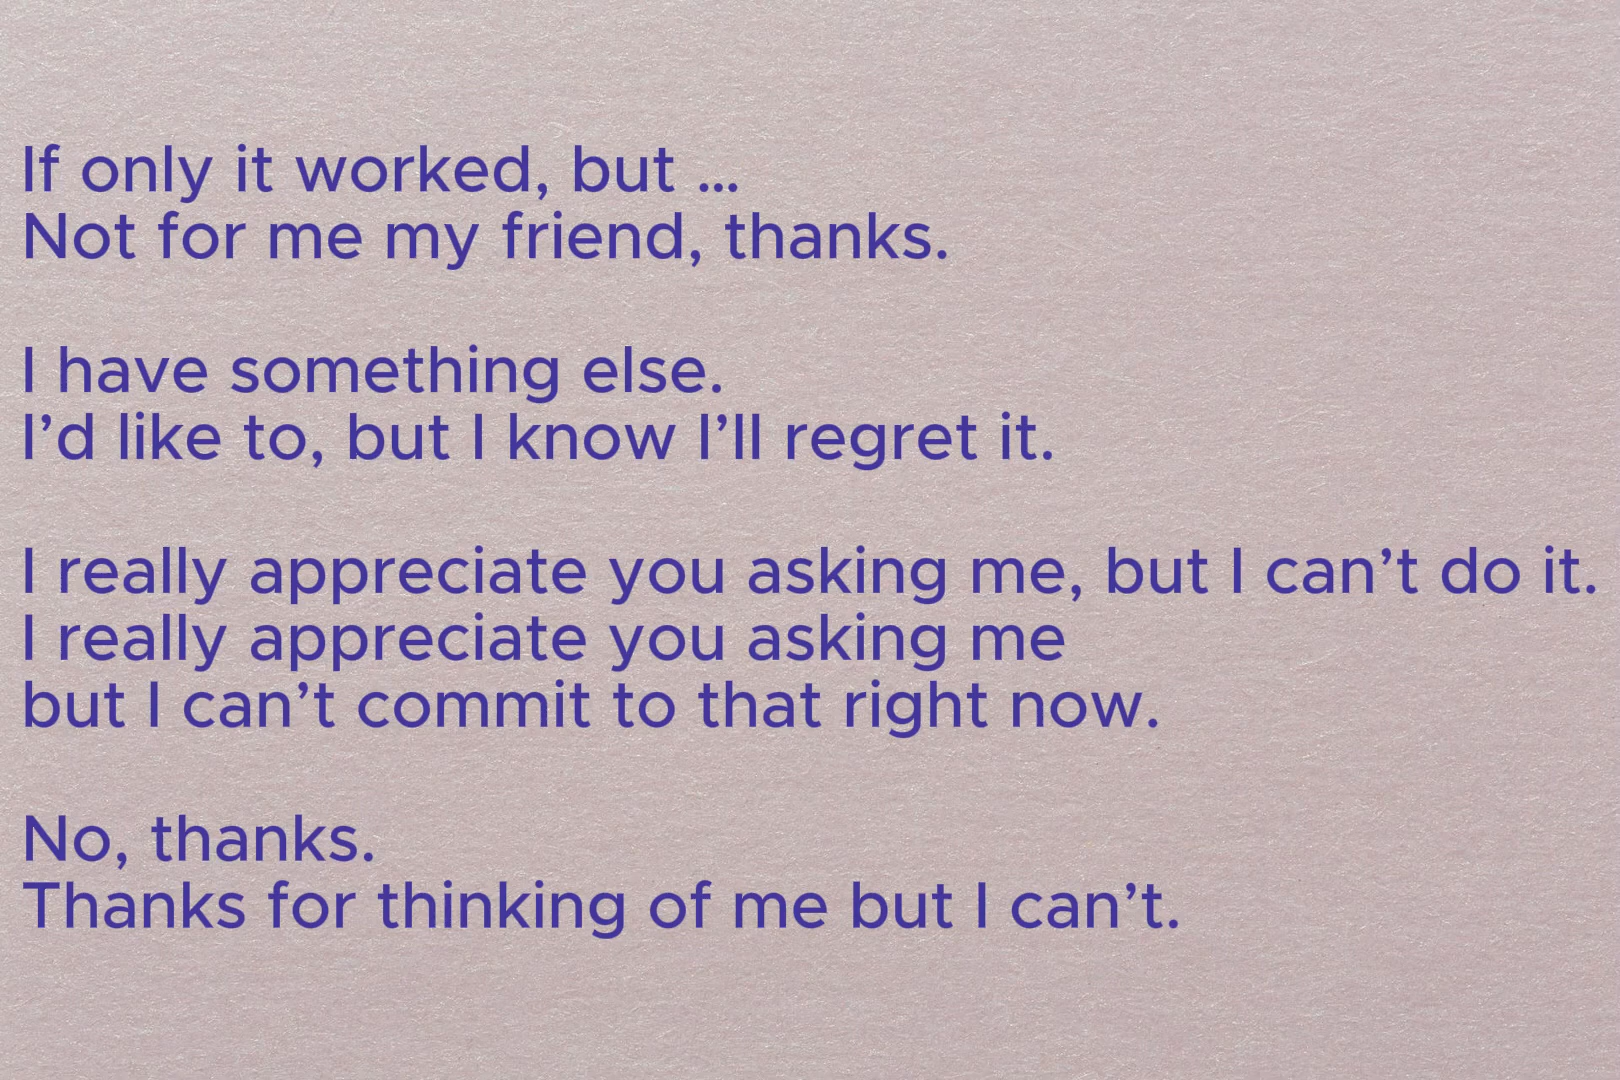 If only it worked, but ...
Not for me my friend, thanks.
I have something else.
I’d like to, but I know I’ll regret it.
I really appreciate you asking me, but I can’t do it.
I really appreciate you asking me
but I can’t commit to that right now.
No, thanks.
Thanks for thinking of me but I can’t.